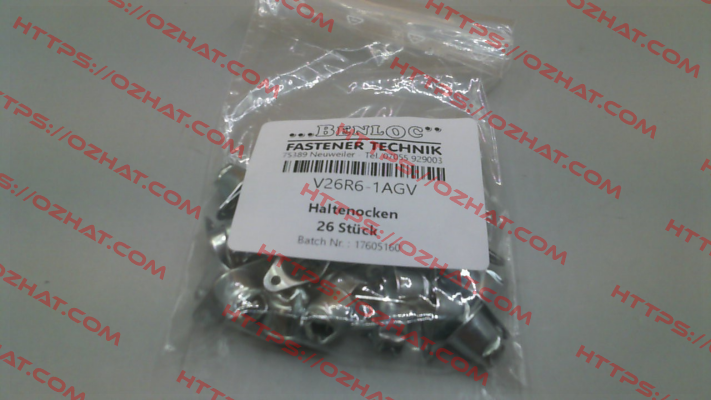 ...BENLOC...
FASTENER TECHNIK
75389 Neuweiler · Tel. 07055 929003
V26R6-1AGV
Haltenocken
26 Stück
Batch Nr.: 17605160
HTTPS://OZHAT.COM